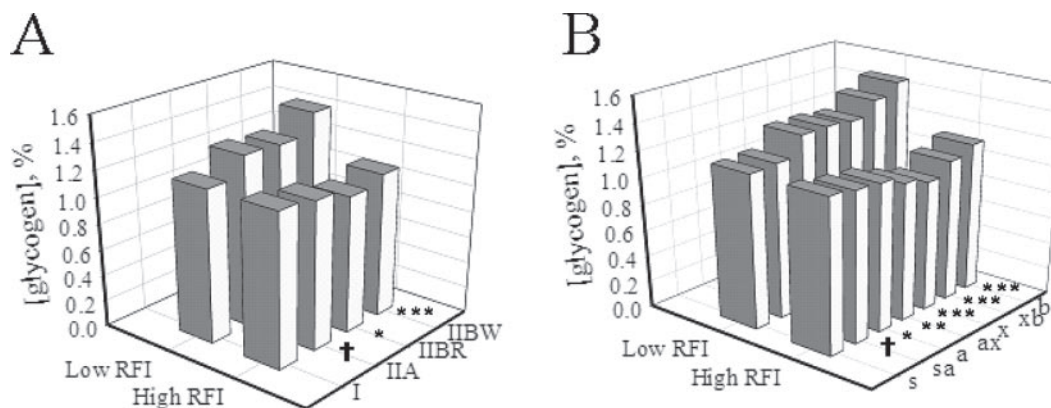 A
[glycogen], %
1.6
1.4
1.2
1.0
0.8
0.6
0.4
0.2
0.0
Low RFI
High RFI
I
IIA
IIBR
IIBW
†
*
***
B
[glycogen], %
1.6
1.4
1.2
1.0
0.8
0.6
0.4
0.2
0.0
Low RFI
High RFI
s
sa
a
ax
x
xb
b
†
*
**
***
***
***